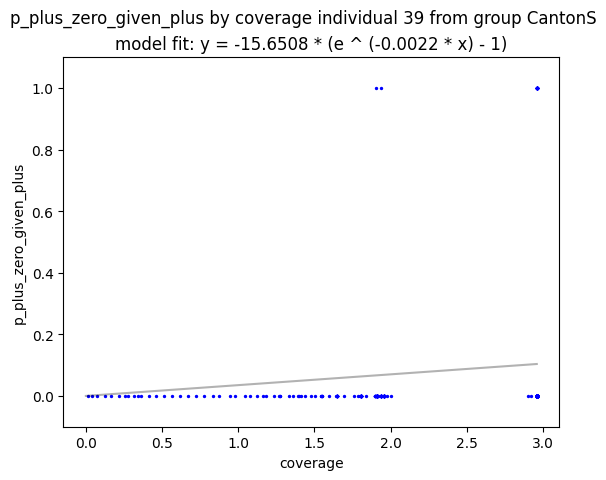 p_plus_zero_given_plus by coverage individual 39 from group CantonS
model fit: y = -15.6508 * (e ^ (-0.0022 * x) - 1)
1.0
0.8
0.6
0.4
0.2
0.0
p_plus_zero_given_plus
0.0 0.5 1.0 1.5 2.0 2.5 3.0
coverage